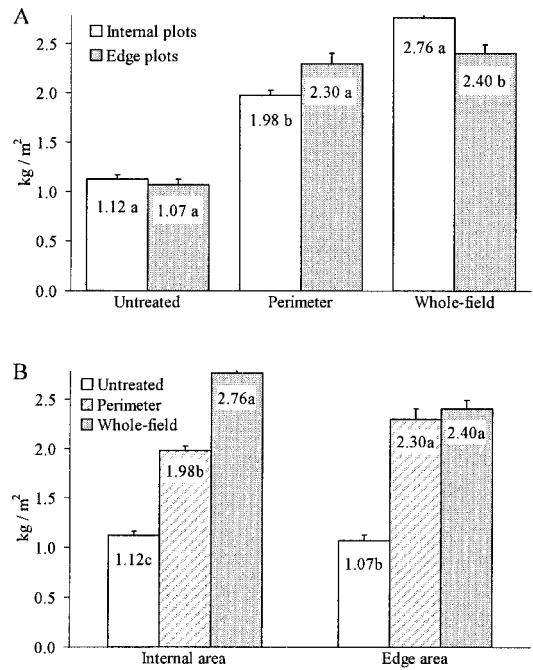 A
Internal plots
Edge plots
kg / m²
2.5
2.0
1.5
1.0
0.5
0.0
1.12 a
1.07 a
1.98 b
2.30 a
2.76 a
2.40 b
Untreated Perimeter Whole-field
B
Untreated
Perimeter
Whole-field
kg / m²
2.5
2.0
1.5
1.0
0.5
0.0
1.12c
1.98b
2.76a
1.07b
2.30a
2.40a
Internal area Edge area